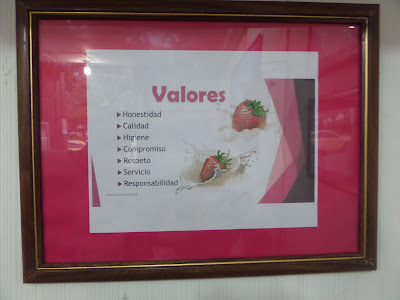 Valores
Honestidad
Calidad
Higiene
Compromiso
Respeto
Servicio
Responsabilidad